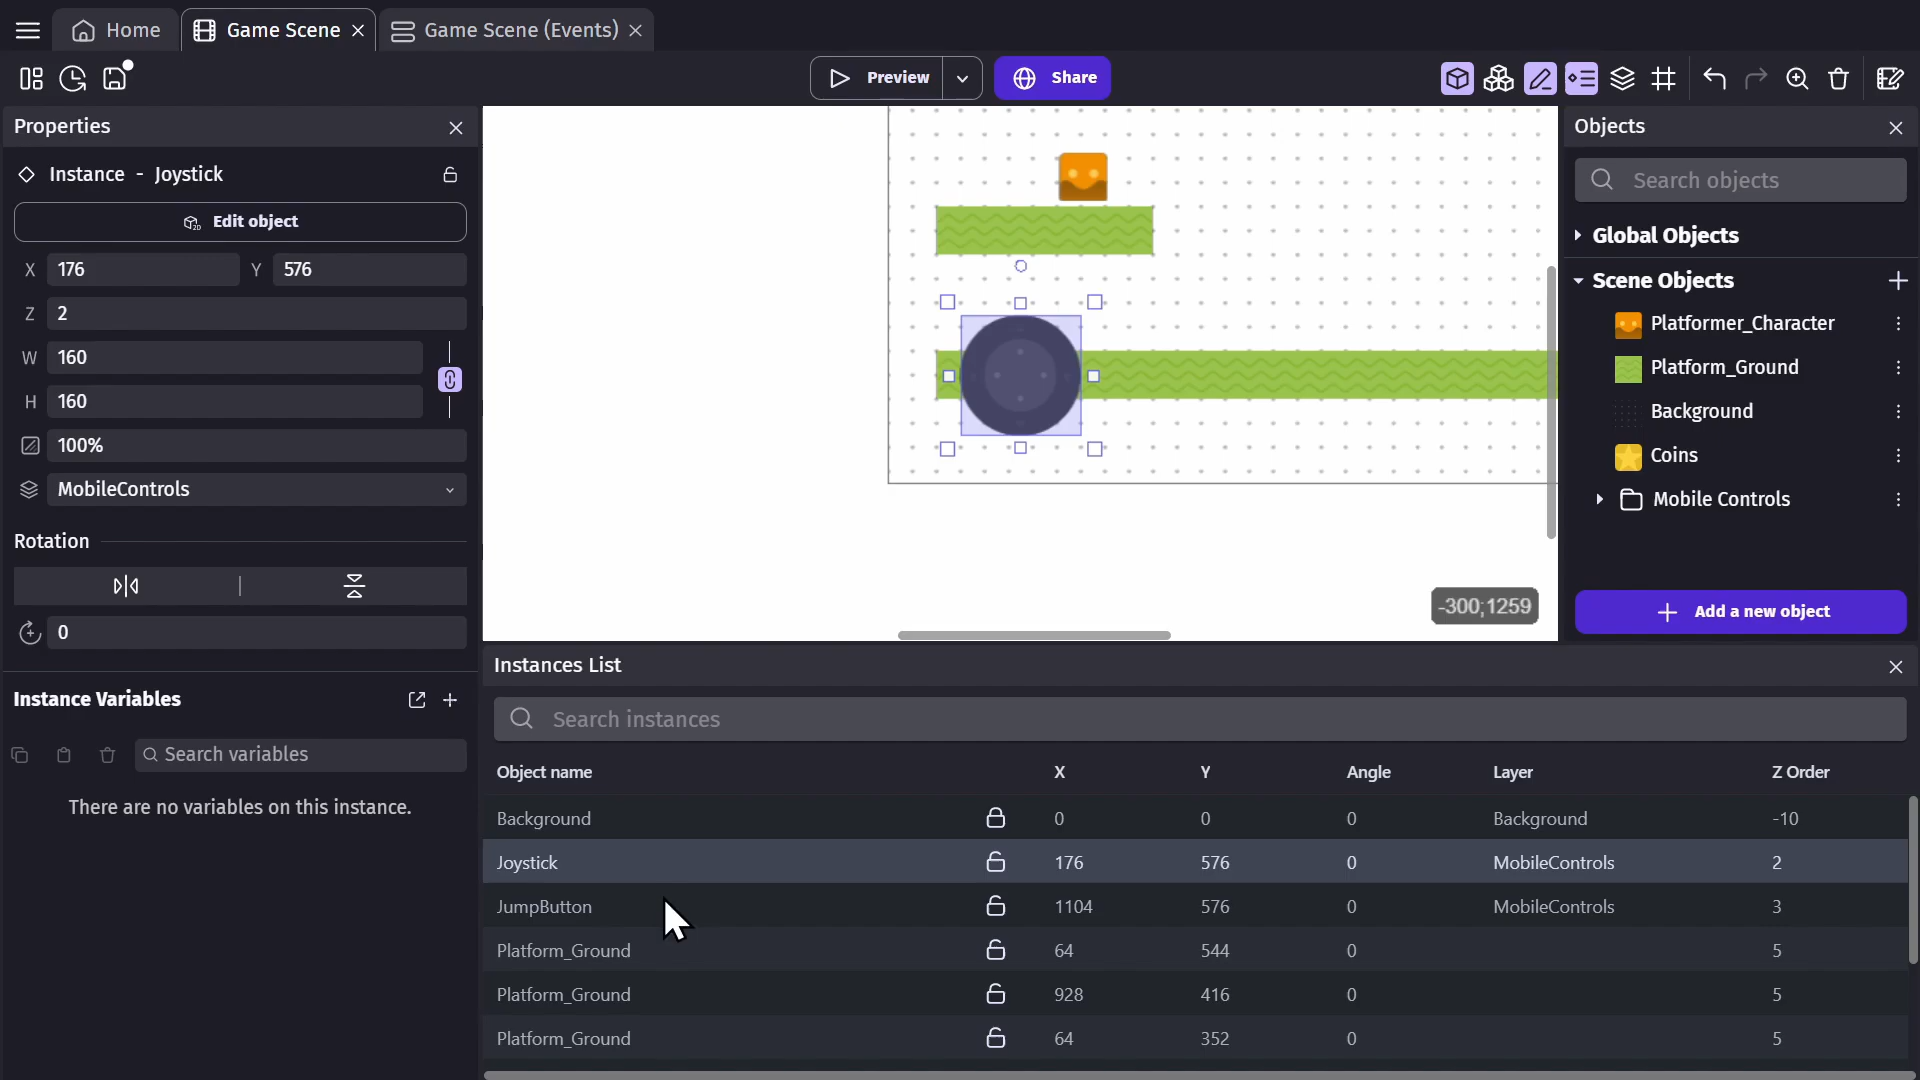 Home
Game Scene
Game Scene (Events)
Preview
Share
Properties
Instance - Joystick
Edit object
X 176 Y 576
Z 2
W 160
H 160
100%
MobileControls
Rotation
0
Instance Variables
Search variables
There are no variables on this instance.
-300;1259
Objects
Search objects
Global Objects
Scene Objects
Platformer_Character
Platform_Ground
Background
Coins
Mobile Controls
Add a new object
Instances List
Search instances
Object name X Y Angle Layer Z Order
Background 0 0 0 Background -10
Joystick 176 576 0 MobileControls 2
JumpButton 1104 576 0 MobileControls 3
Platform_Ground 64 544 0 5
Platform_Ground 928 416 0 5
Platform_Ground 64 352 0 5